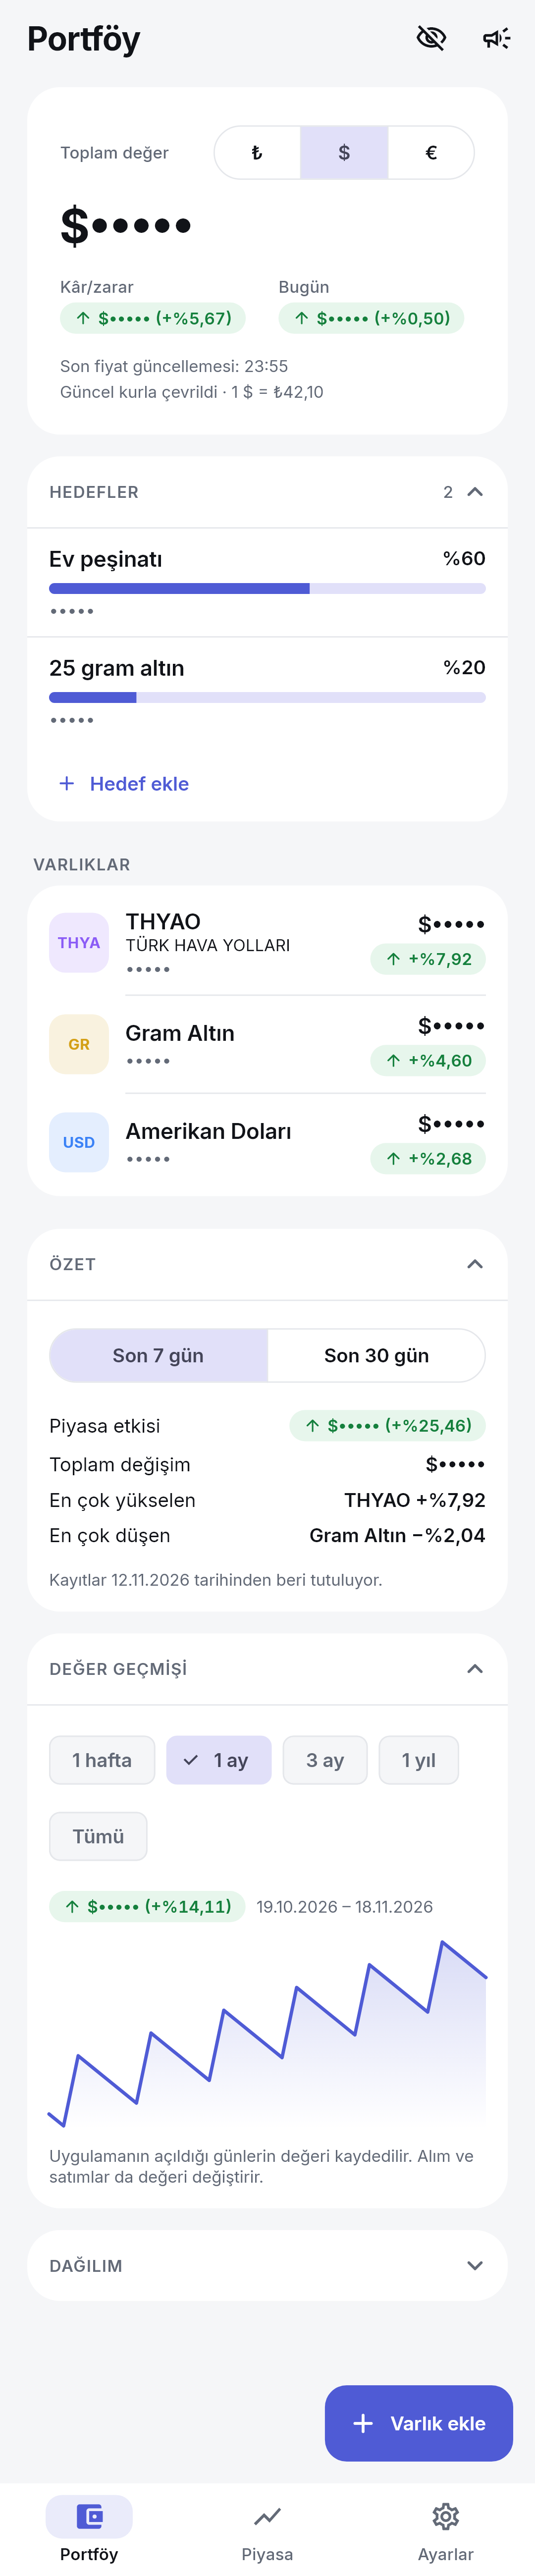 Portföy
Toplam değer
₺ $ €
$•••••
Kâr/zarar Bugün
↑ $••••• (+%5,67) ↑ $••••• (+%0,50)
Son fiyat güncellemesi: 23:55
Güncel kurla çevrildi · 1 $ = ₺42,10
HEDEFLER 2
Ev peşinatı %60
•••••
25 gram altın %20
•••••
+ Hedef ekle
VARLIKLAR
THYA THYAO $•••••
TÜRK HAVA YOLLARI
••••• ↑ +%7,92
GR Gram Altın $•••••
••••• ↑ +%4,60
USD Amerikan Doları $•••••
••••• ↑ +%2,68
ÖZET
Son 7 gün Son 30 gün
Piyasa etkisi ↑ $••••• (+%25,46)
Toplam değişim $•••••
En çok yükselen THYAO +%7,92
En çok düşen Gram Altın −%2,04
Kayıtlar 12.11.2026 tarihinden beri tutuluyor.
DEĞER GEÇMİŞİ
1 hafta ✓ 1 ay 3 ay 1 yıl
Tümü
↑ $••••• (+%14,11) 19.10.2026 – 18.11.2026
Uygulamanın açıldığı günlerin değeri kaydedilir. Alım ve
satımlar da değeri değiştirir.
DAĞILIM
+ Varlık ekle
Portföy Piyasa Ayarlar